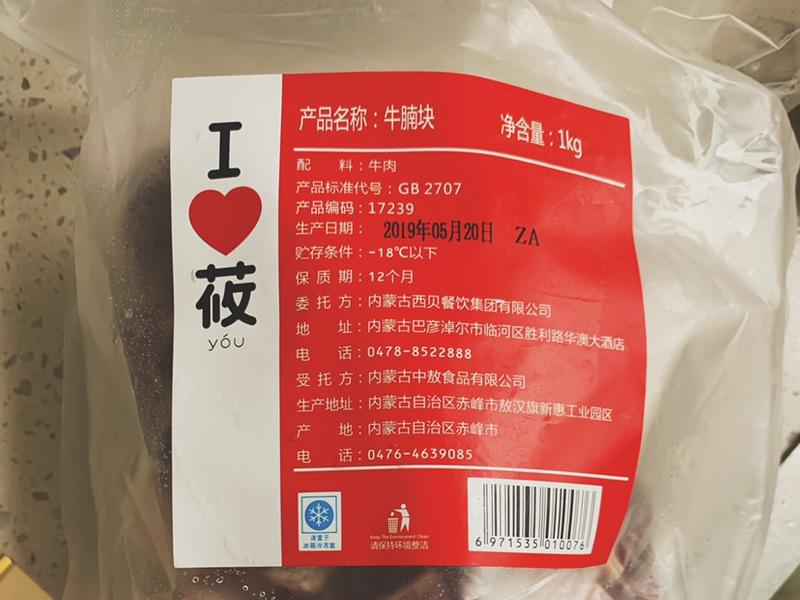 I
莜
yóu
产品名称：牛腩块
净含量：1kg
配 料：牛肉
产品标准代号：GB 2707
产品编码：17239
生产日期： 2019年05月20日 ZA
贮存条件：-18℃以下
保 质 期：12个月
委 托 方：内蒙古西贝餐饮集团有限公司
地 址：内蒙古巴彦淖尔市临河区胜利路华澳大酒店
电 话：0478-8522888
受 托 方：内蒙古中敖食品有限公司
生产地址：内蒙古自治区赤峰市敖汉旗新惠工业园区
产 地：内蒙古自治区赤峰市
电 话：0476-4639085
请置于
冰箱冷冻室
Keep The Environment Clean
请保持环境整洁
6 971535 010076